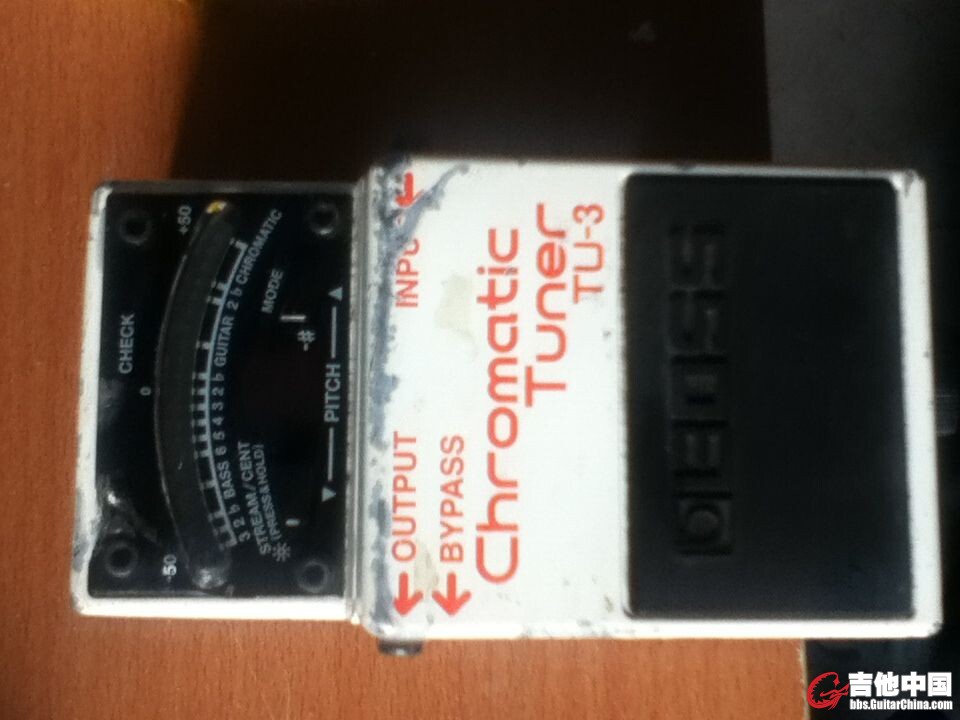 CHECK
-50
0
+50
3 2 ♭ BASS 6 5 4 3 2 ♭ GUITAR 2 ♭ CHROMATIC
STREAM/CENT
(PRESS&HOLD)
MODE
-#
▼ PITCH ▲
← OUTPUT
INPU
← BYPASS
Chromatic
Tuner
TU-3
BOSS
吉他中国
bbs.GuitarChina.com